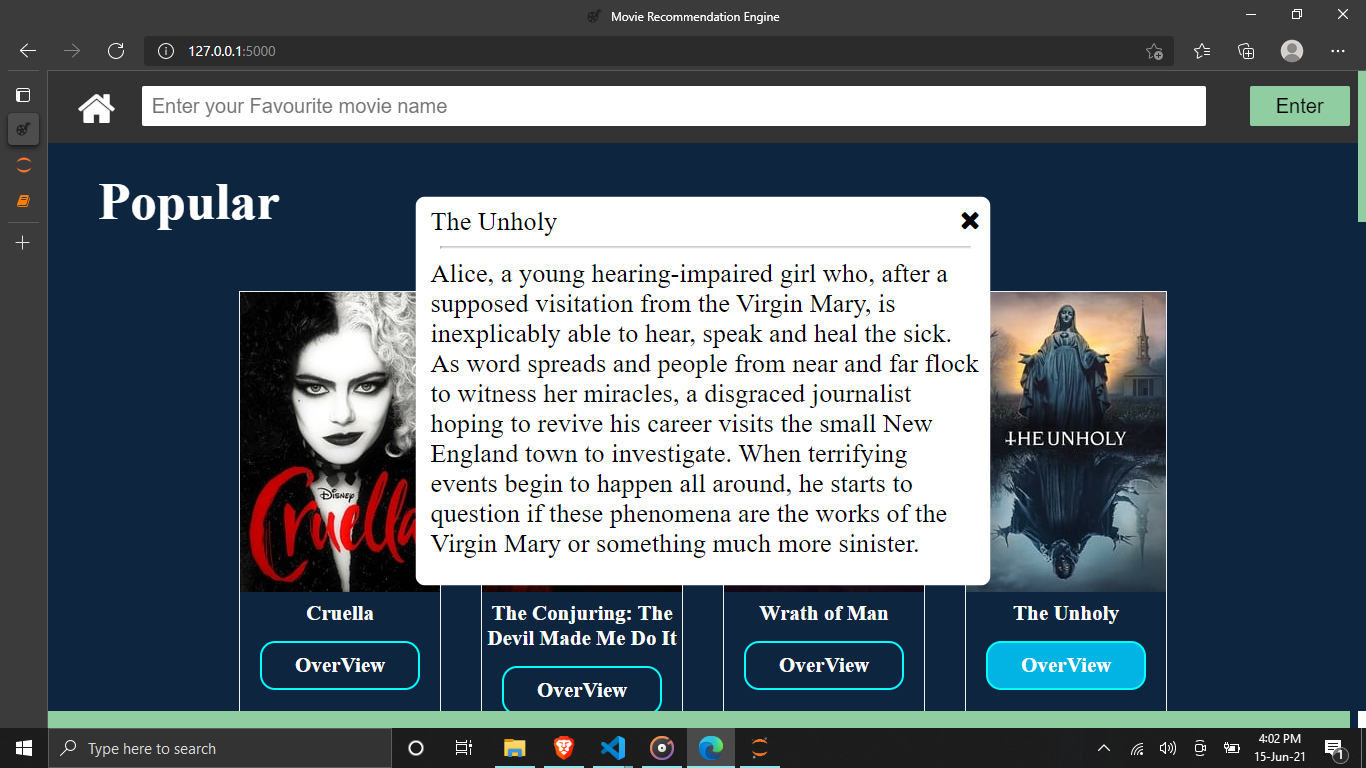 Movie Recommendation Engine
127.0.0.1:5000
Enter your Favourite movie name
Enter
Popular
The Unholy
Alice, a young hearing-impaired girl who, after a
supposed visitation from the Virgin Mary, is
inexplicably able to hear, speak and heal the sick.
As word spreads and people from near and far flock
to witness her miracles, a disgraced journalist
hoping to revive his career visits the small New
England town to investigate. When terrifying
events begin to happen all around, he starts to
question if these phenomena are the works of the
Virgin Mary or something much more sinister.
Disney
Cruella
THE UNHOLY
Cruella
The Conjuring: The
Devil Made Me Do It
Wrath of Man
The Unholy
OverView
OverView
OverView
OverView
Type here to search
4:02 PM
15-Jun-21
1